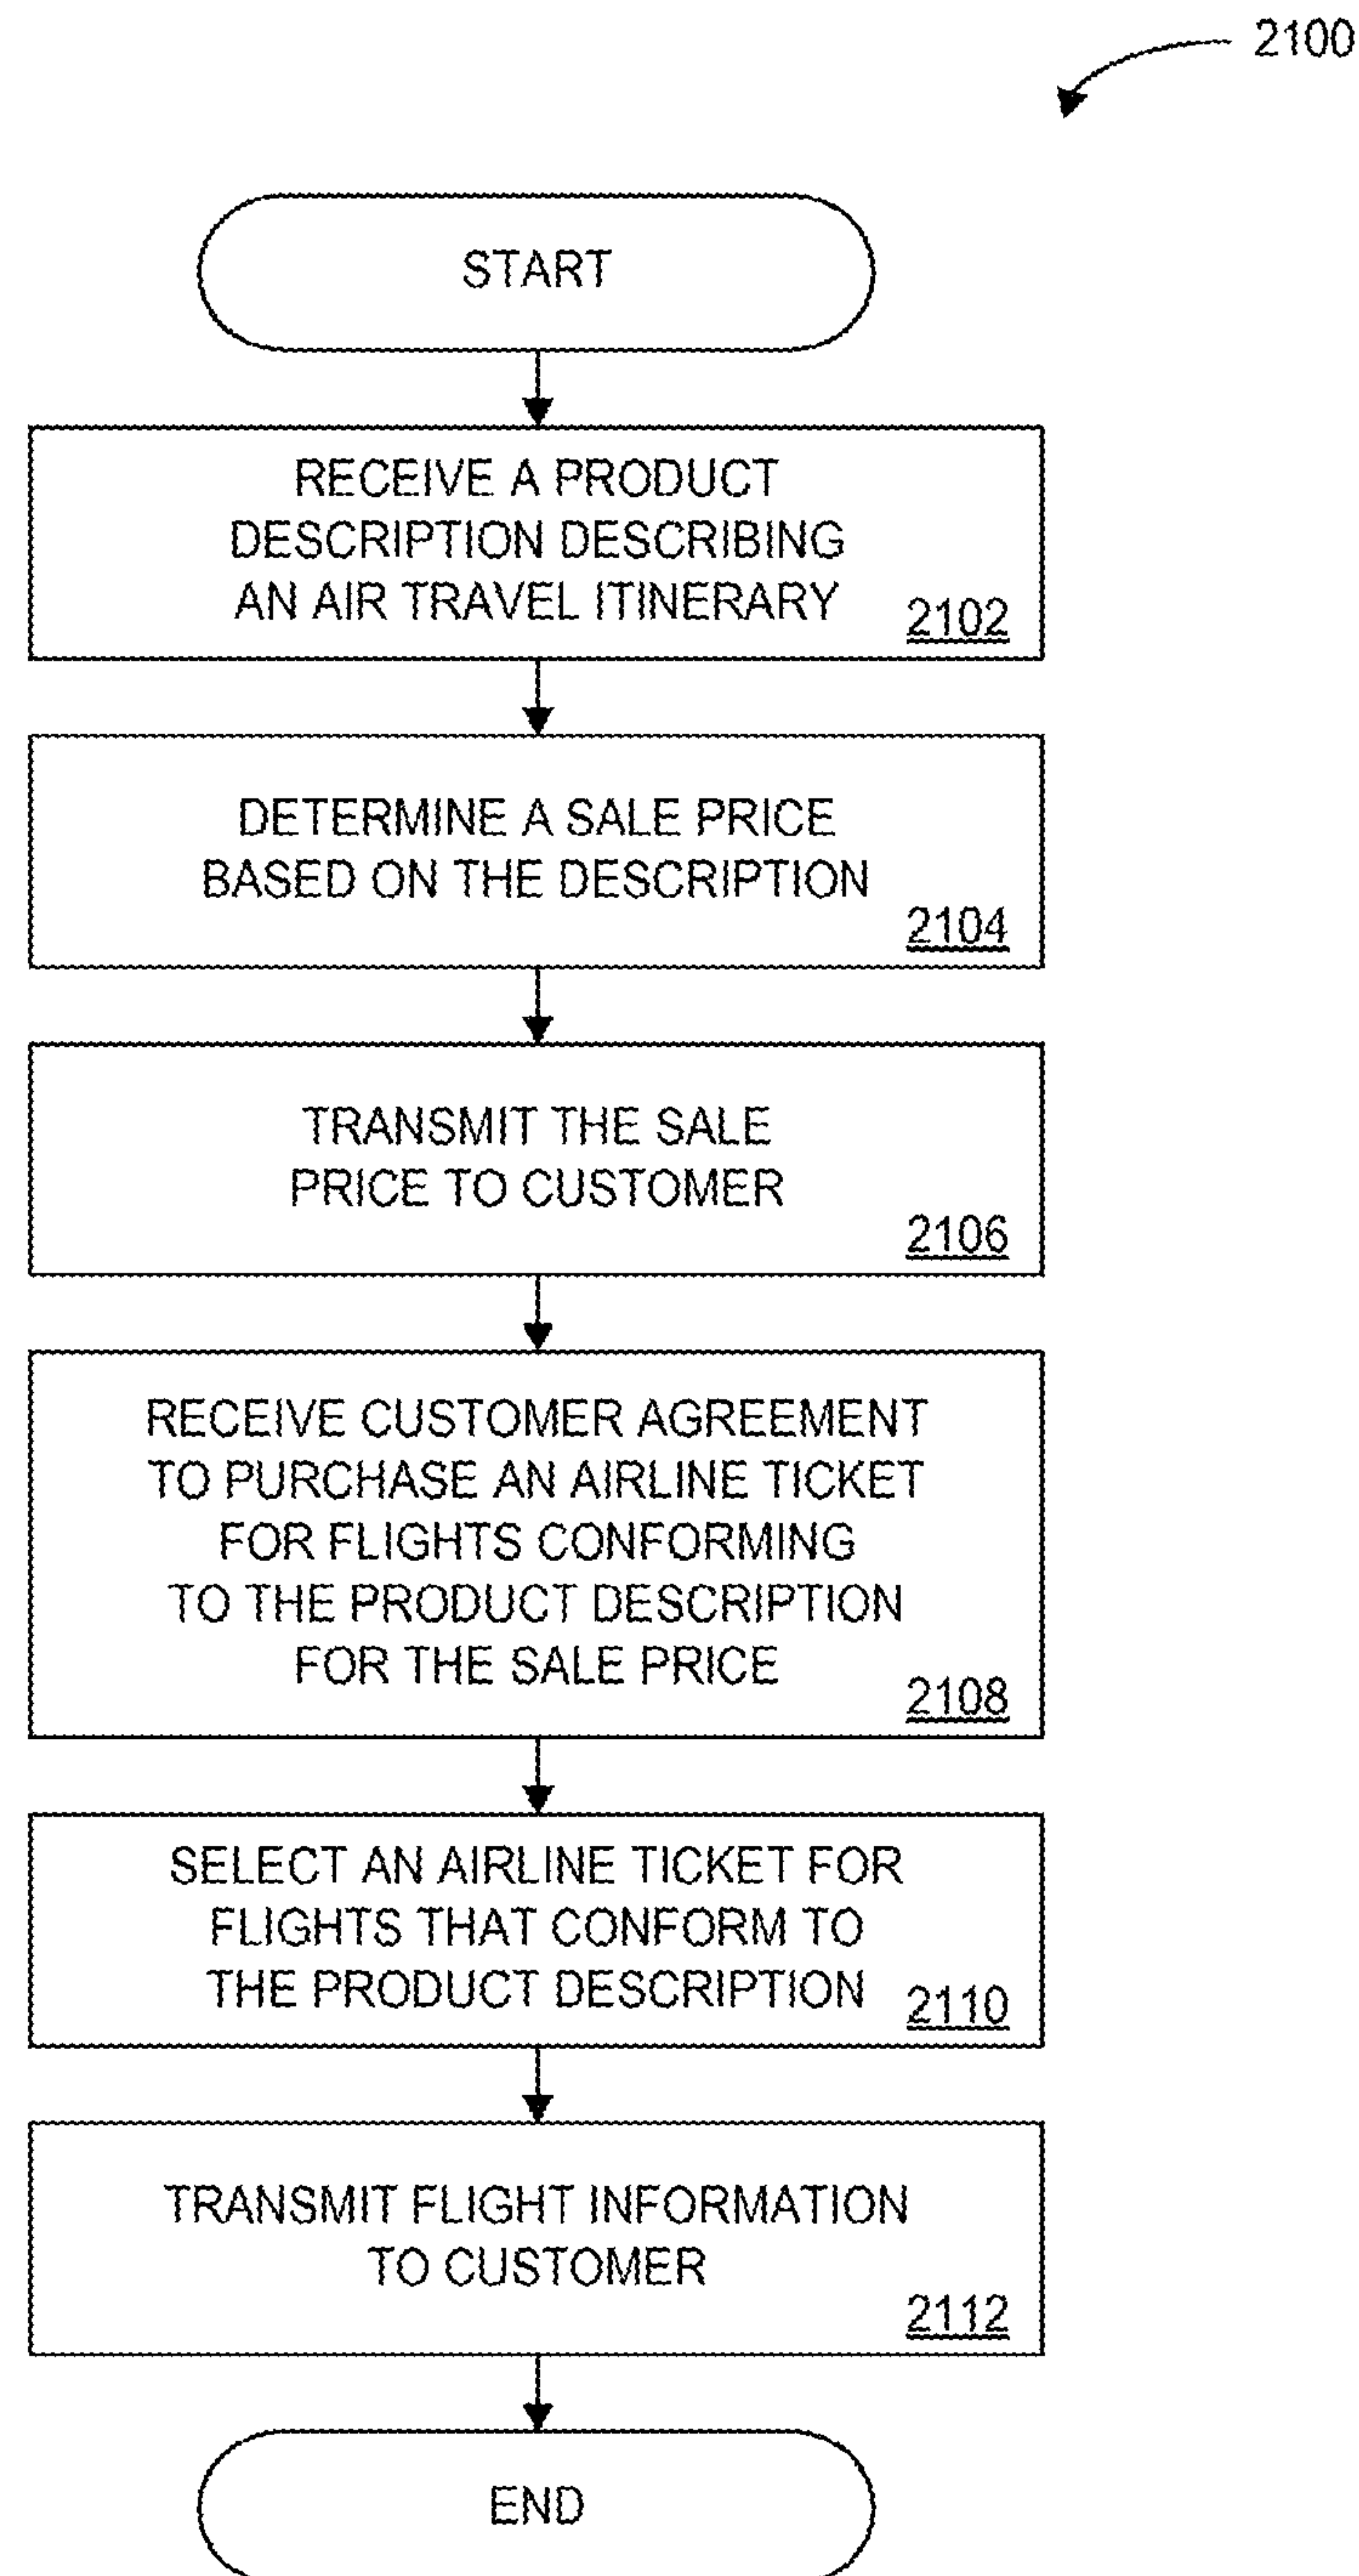 2100
START
RECEIVE A PRODUCT
DESCRIPTION DESCRIBING
AN AIR TRAVEL ITINERARY
2102
DETERMINE A SALE PRICE
BASED ON THE DESCRIPTION
2104
TRANSMIT THE SALE
PRICE TO CUSTOMER
2106
RECEIVE CUSTOMER AGREEMENT
TO PURCHASE AN AIRLINE TICKET
FOR FLIGHTS CONFORMING
TO THE PRODUCT DESCRIPTION
FOR THE SALE PRICE
2108
SELECT AN AIRLINE TICKET FOR
FLIGHTS THAT CONFORM TO
THE PRODUCT DESCRIPTION
2110
TRANSMIT FLIGHT INFORMATION
TO CUSTOMER
2112
END